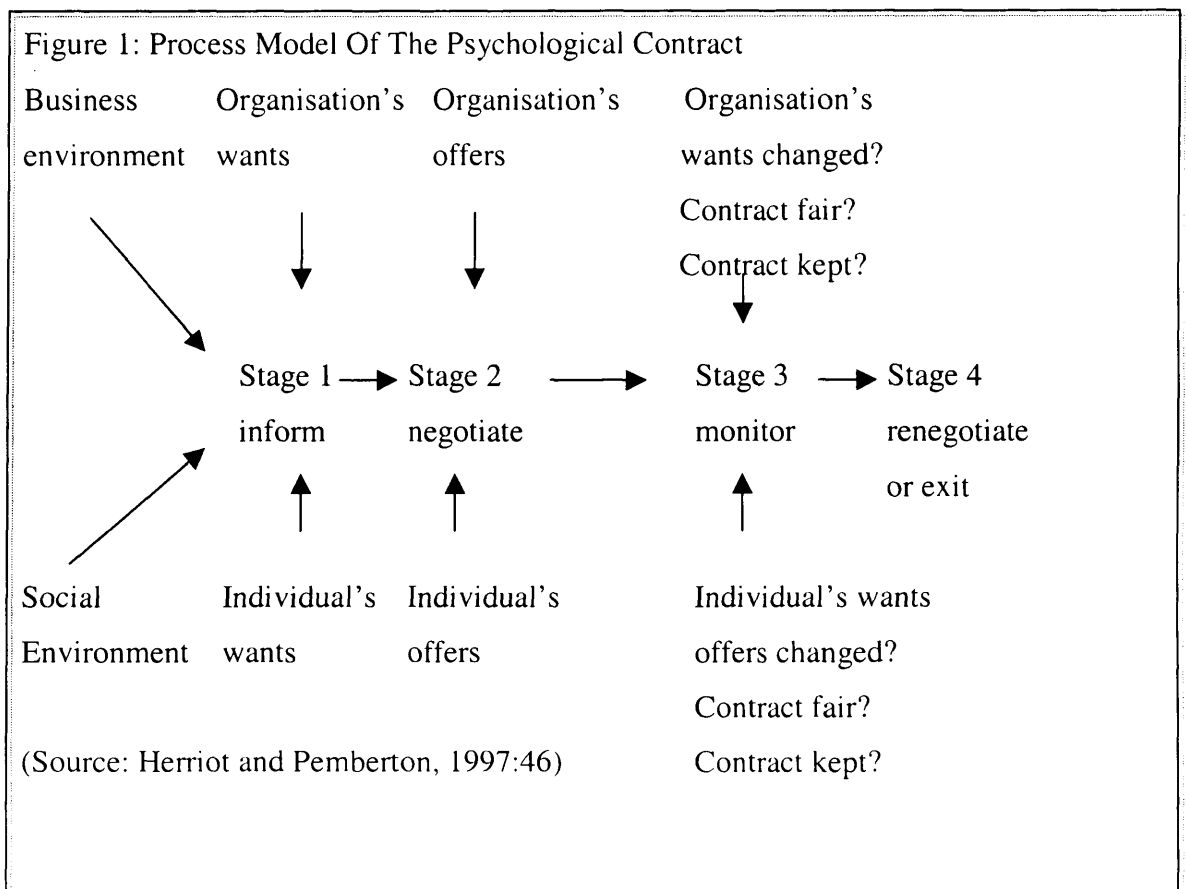 Figure 1: Process Model Of The Psychological Contract
Business environment
Organisation's wants
Organisation's offers
Organisation's wants changed?
Contract fair?
Contract kept?
Stage 1 inform
Stage 2 negotiate
Stage 3 monitor
Stage 4 renegotiate or exit
Social Environment
Individual's wants
Individual's offers
Individual's wants offers changed?
Contract fair?
Contract kept?
(Source: Herriot and Pemberton, 1997:46)